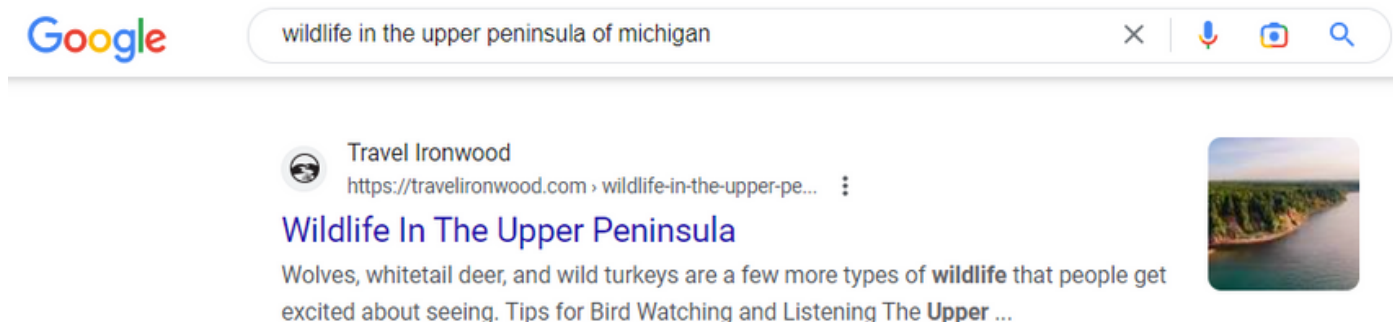 Google
wildlife in the upper peninsula of michigan
Travel Ironwood
https://travelironwood.com › wildlife-in-the-upper-pe...
Wildlife In The Upper Peninsula
Wolves, whitetail deer, and wild turkeys are a few more types of wildlife that people get
excited about seeing. Tips for Bird Watching and Listening The Upper ...